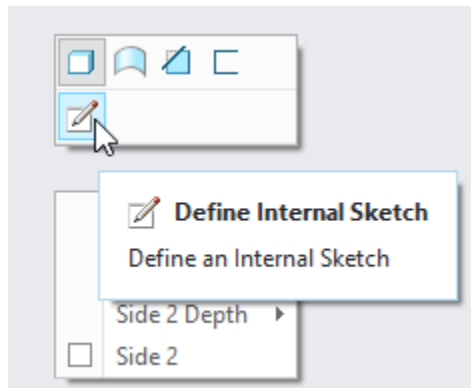 Define Internal Sketch
Define an Internal Sketch
Side 2 Depth
Side 2